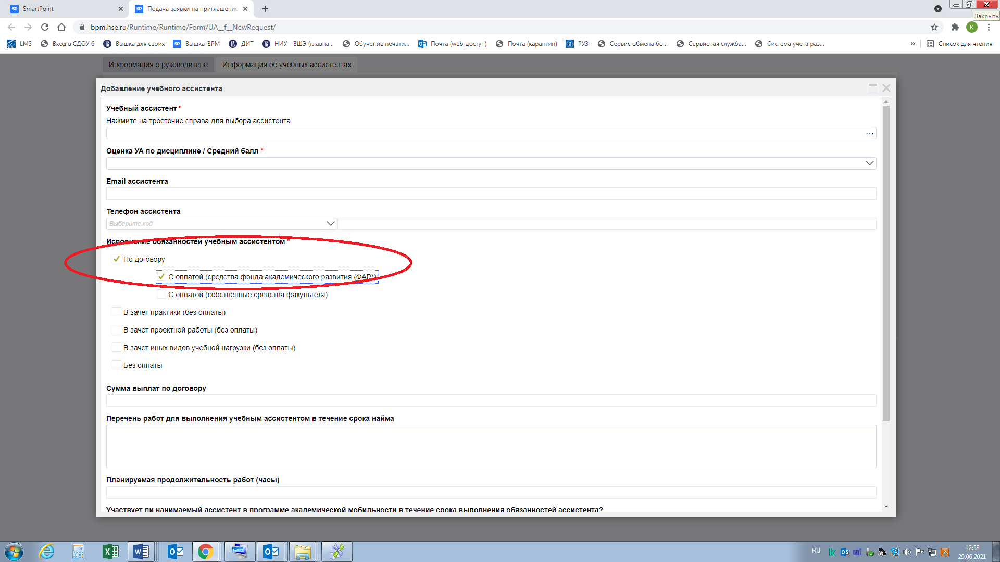 SmartPoint
Подача заявки на приглашение
Закрыть
bpm.hse.ru/Runtime/Runtime/Form/UA__f__NewRequest/
K
LMS
Вход в СДОУ 6
Вышка для своих
SP Вышка-BPM
ДИТ
НИУ - ВШЭ (главна...
Обучение печати...
Почта (web-доступ)
Почта (карантин)
РУЗ
Сервис обмена бо...
Сервисная служба...
Система учета раз...
»
Список для чтения
Информация о руководителе
Информация об учебных ассистентах
Добавление учебного ассистента
Учебный ассистент *
Нажмите на троеточие справа для выбора ассистента
...
Оценка УА по дисциплине / Средний балл *
Email ассистента
Телефон ассистента
Выберите код
Исполнение обязанностей учебным ассистентом *
По договору
С оплатой (средства фонда академического развития (ФАР))
С оплатой (собственные средства факультета)
В зачет практики (без оплаты)
В зачет проектной работы (без оплаты)
В зачет иных видов учебной нагрузки (без оплаты)
Без оплаты
Сумма выплат по договору
Перечень работ для выполнения учебным ассистентом в течение срока найма
Планируемая продолжительность работ (часы)
Участвует ли нанимаемый ассистент в программе академической мобильности в течение срока выполнения обязанностей ассистента?
RU
12:53
29.06.2021